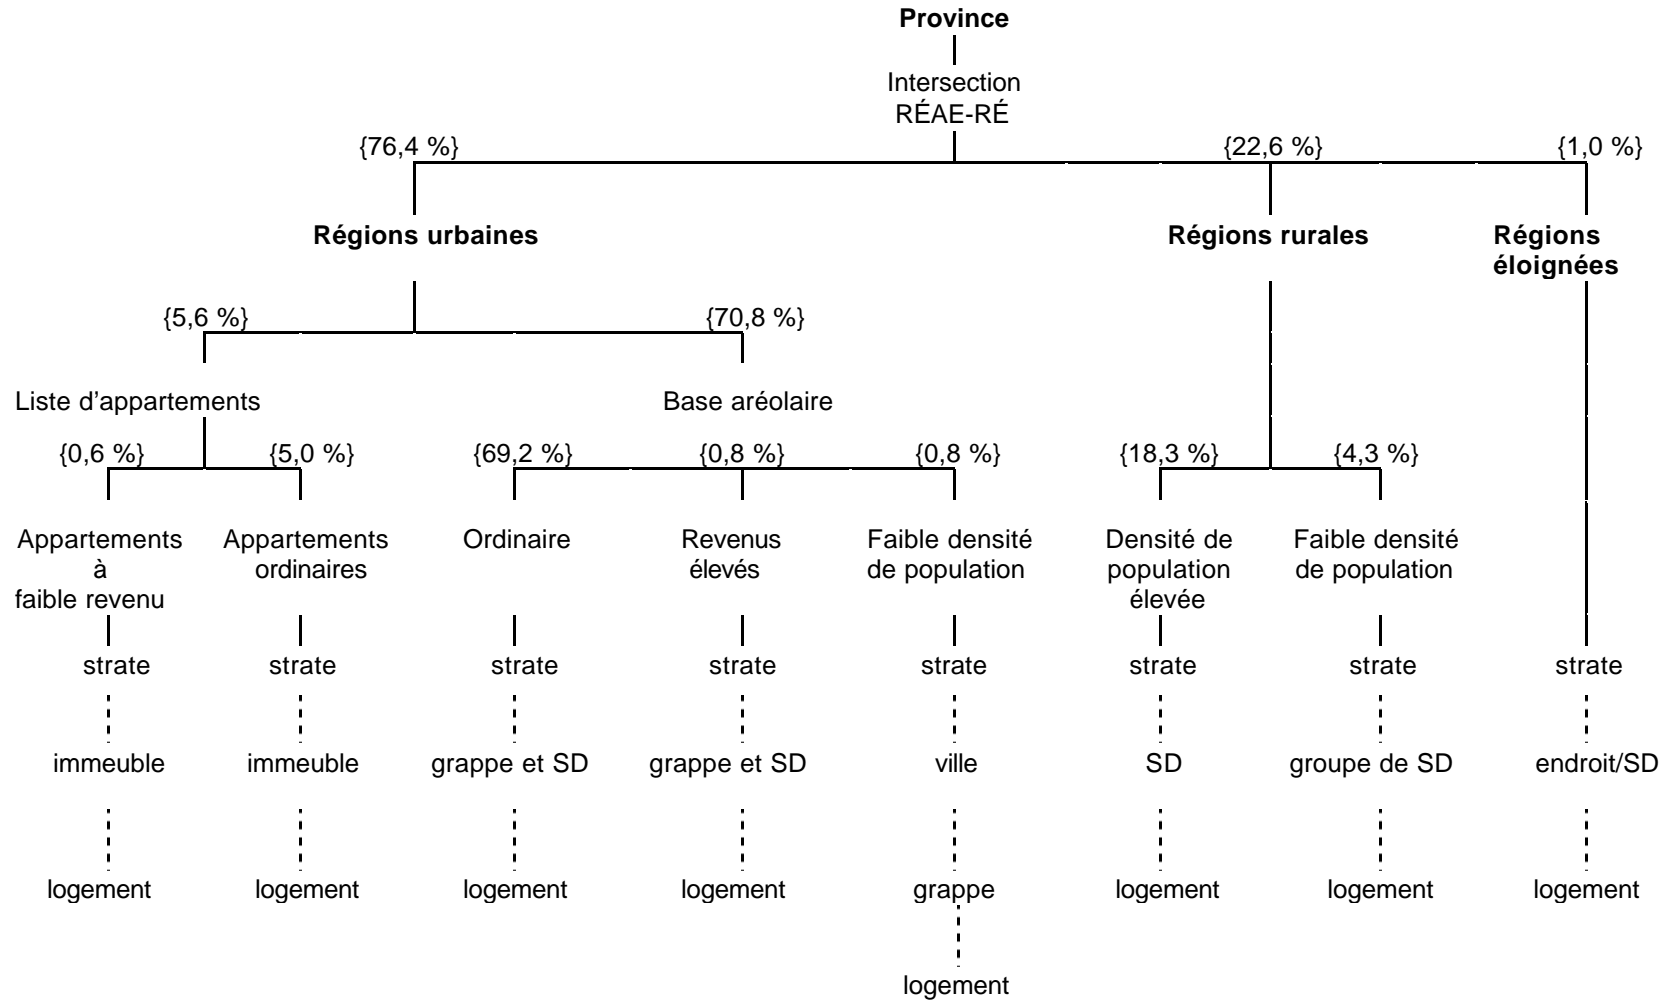 Province
Intersection
RÉAE-RÉ
{76,4 %}
{22,6 %}
{1,0 %}
Régions urbaines
Régions rurales
Régions
éloignées
{5,6 %}
{70,8 %}
Liste d'appartements
Base aréolaire
{0,6 %}
{5,0 %}
{69,2 %}
{0,8 %}
{0,8 %}
{18,3 %}
{4,3 %}
Appartements
à
faible revenu
Appartements
ordinaires
Ordinaire
Revenus
élevés
Faible densité
de population
Densité de
population
élevée
Faible densité
de population
strate
strate
strate
strate
strate
strate
strate
strate
immeuble
immeuble
grappe et SD
grappe et SD
ville
SD
groupe de SD
endroit/SD
logement
logement
logement
logement
grappe
logement
logement
logement
logement